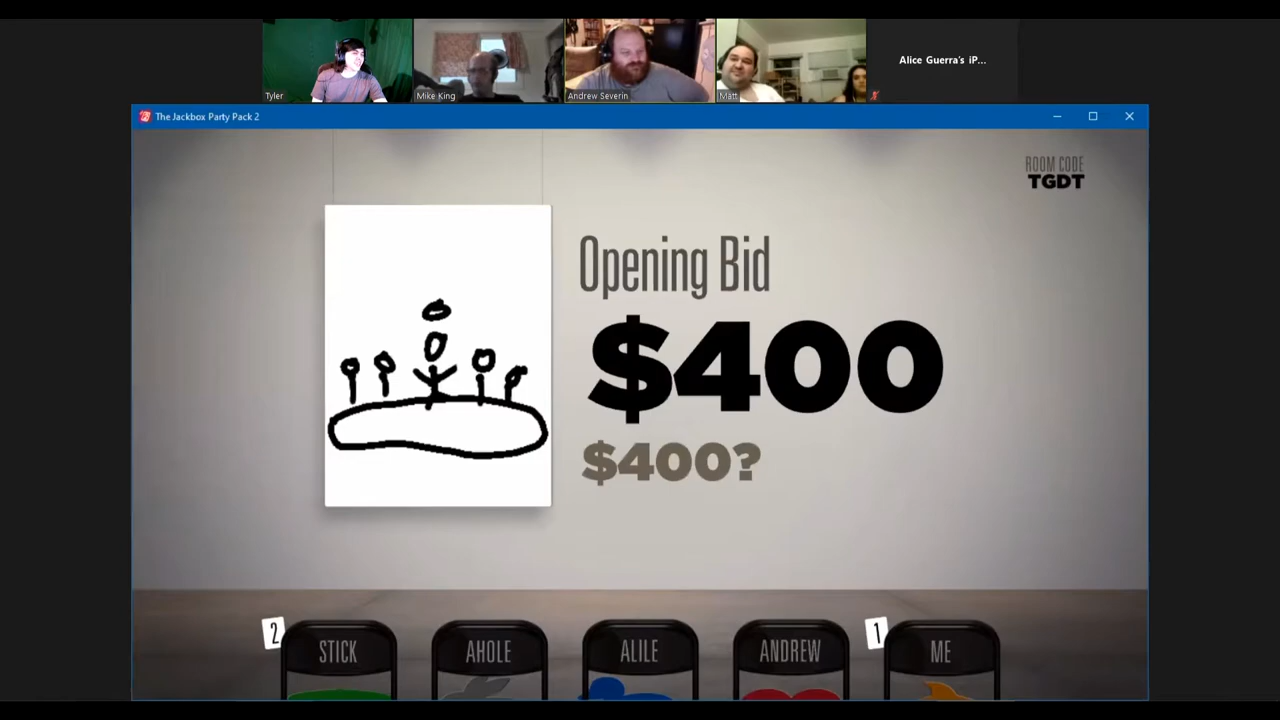 Alice Guerra's iP...
Tyler
Mike King
Andrew Severin
Matt
The Jackbox Party Pack 2
ROOM CODE
TGDT
Opening Bid
$400
$400?
2
1
STICK
AHOLE
ALILE
ANDREW
ME